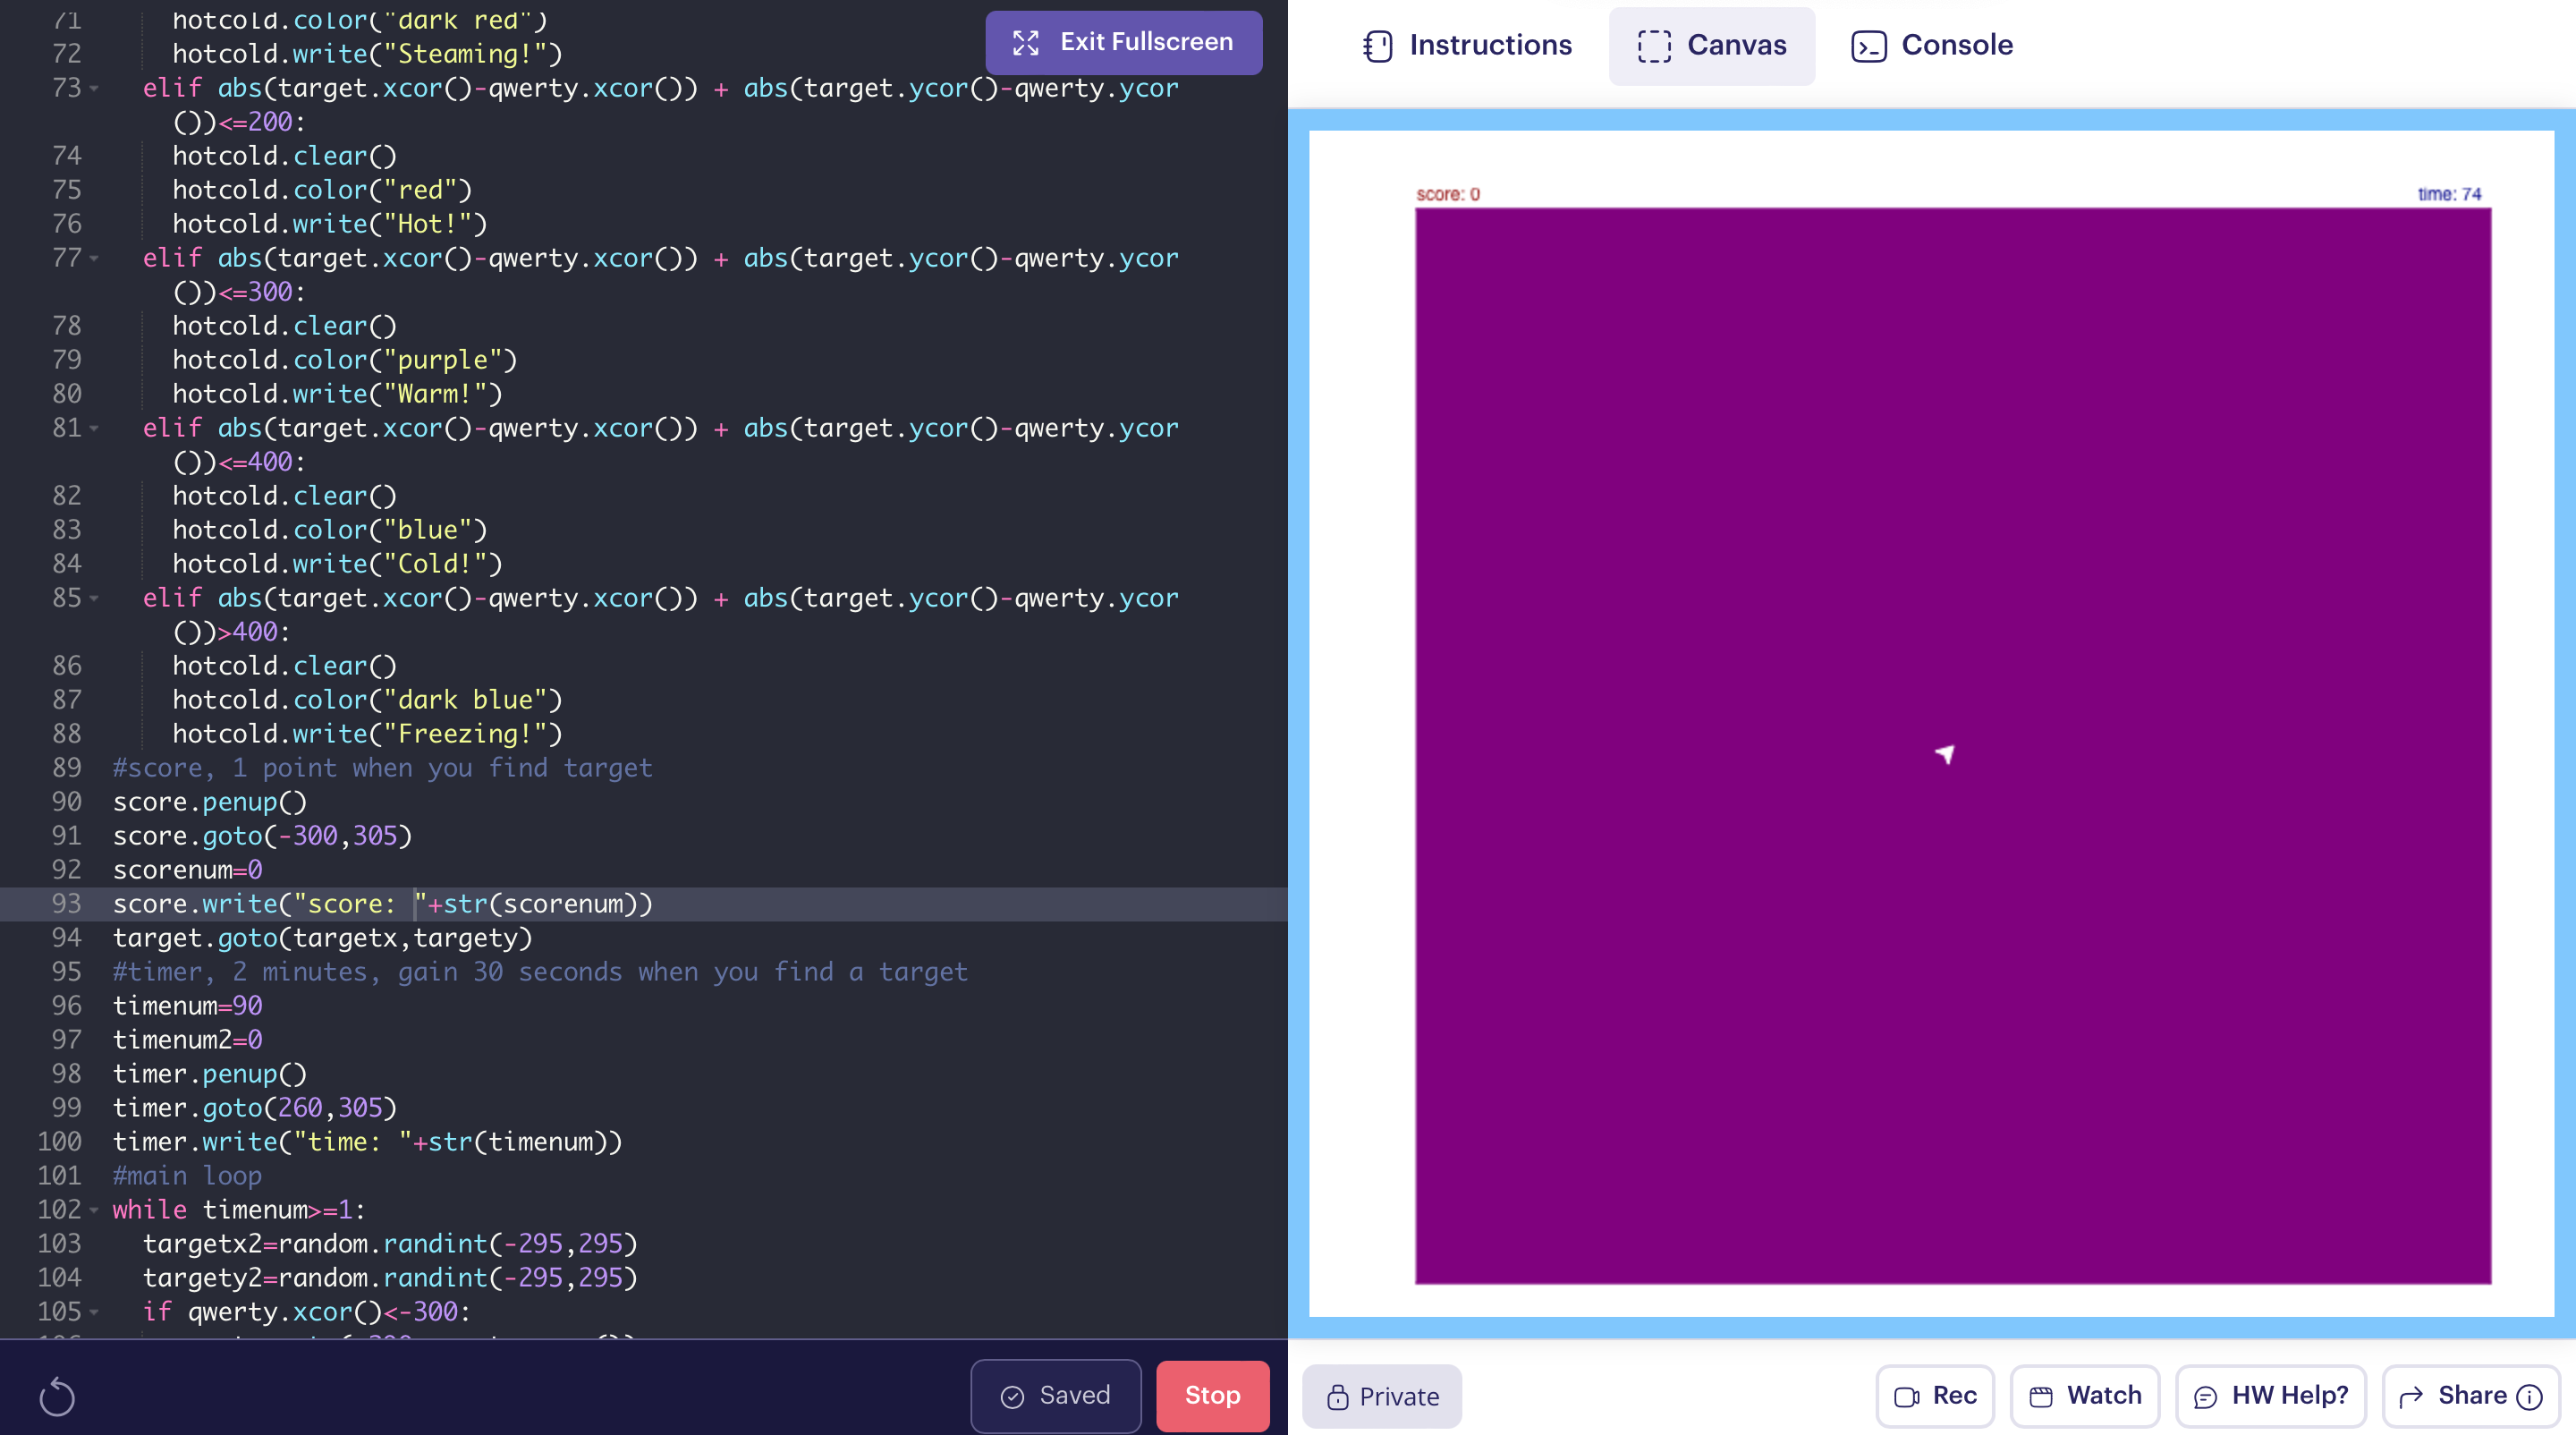 71 hotcold.color("dark red")
72 hotcold.write("Steaming!")
73 elif abs(target.xcor()-qwerty.xcor()) + abs(target.ycor()-qwerty.ycor
())<=200:
74 hotcold.clear()
75 hotcold.color("red")
76 hotcold.write("Hot!")
77 elif abs(target.xcor()-qwerty.xcor()) + abs(target.ycor()-qwerty.ycor
())<=300:
78 hotcold.clear()
79 hotcold.color("purple")
80 hotcold.write("Warm!")
81 elif abs(target.xcor()-qwerty.xcor()) + abs(target.ycor()-qwerty.ycor
())<=400:
82 hotcold.clear()
83 hotcold.color("blue")
84 hotcold.write("Cold!")
85 elif abs(target.xcor()-qwerty.xcor()) + abs(target.ycor()-qwerty.ycor
())>400:
86 hotcold.clear()
87 hotcold.color("dark blue")
88 hotcold.write("Freezing!")
89 #score, 1 point when you find target
90 score.penup()
91 score.goto(-300,305)
92 scorenum=0
93 score.write("score: "+str(scorenum))
94 target.goto(targetx,targety)
95 #timer, 2 minutes, gain 30 seconds when you find a target
96 timenum=90
97 timenum2=0
98 timer.penup()
99 timer.goto(260,305)
100 timer.write("time: "+str(timenum))
101 #main loop
102 while timenum>=1:
103 targetx2=random.randint(-295,295)
104 targety2=random.randint(-295,295)
105 if qwerty.xcor()<-300:
Exit Fullscreen
Saved
Stop
Instructions
Canvas
Console
score: 0
time: 74
Private
Rec
Watch
HW Help?
Share